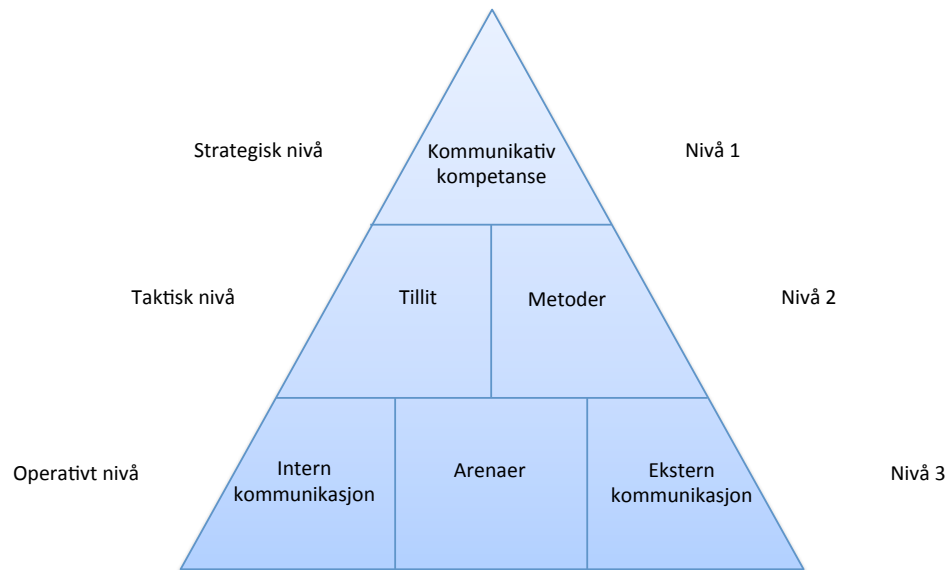 Strategisk nivå
Kommunikativ
kompetanse
Nivå 1
Taktisk nivå
Tillit
Metoder
Nivå 2
Operativt nivå
Intern
kommunikasjon
Arenaer
Ekstern
kommunikasjon
Nivå 3